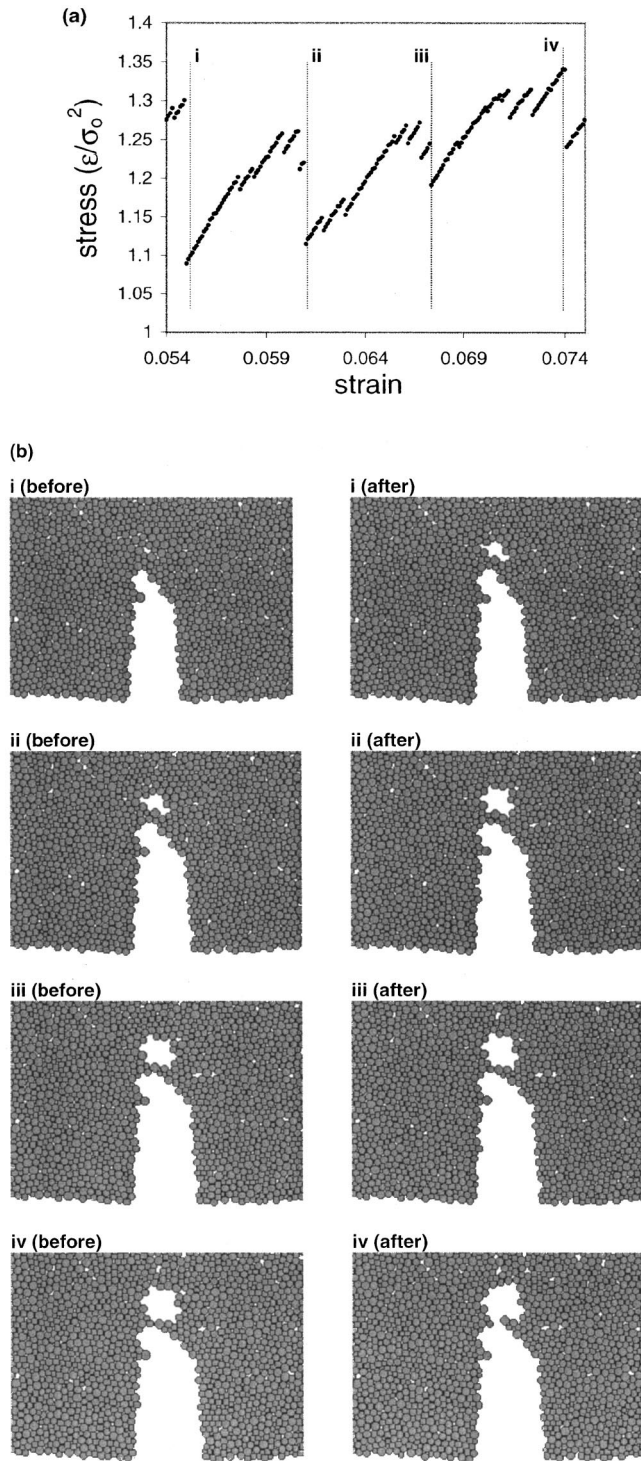 (a)
1.4
1.35
1.3
1.25
1.2
1.15
1.1
1.05
1
stress (ε/σ₀²)
i
ii
iii
iv
0.054
0.059
0.064
0.069
0.074
strain
(b)
i (before)
i (after)
ii (before)
ii (after)
iii (before)
iii (after)
iv (before)
iv (after)